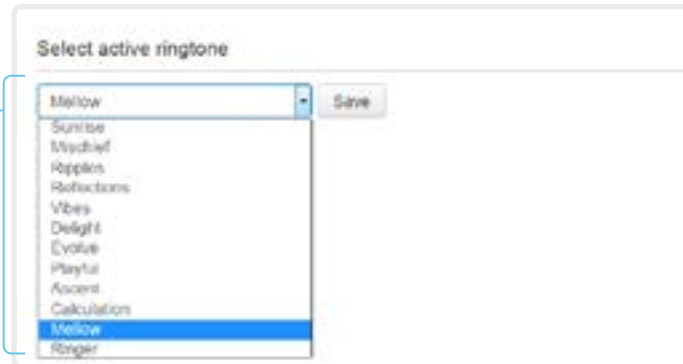 Select active ringtone
Mellow
Save
Sunrise
Mischief
Ripples
Reflections
Vibes
Delight
Evolve
Playful
Ascent
Calculation
Mellow
Ringer